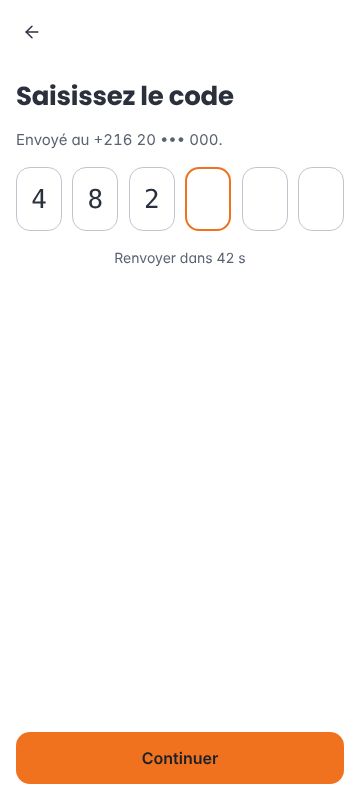 Saisissez le code
Envoyé au +216 20 ••• 000.
4 8 2
Renvoyer dans 42 s
Continuer